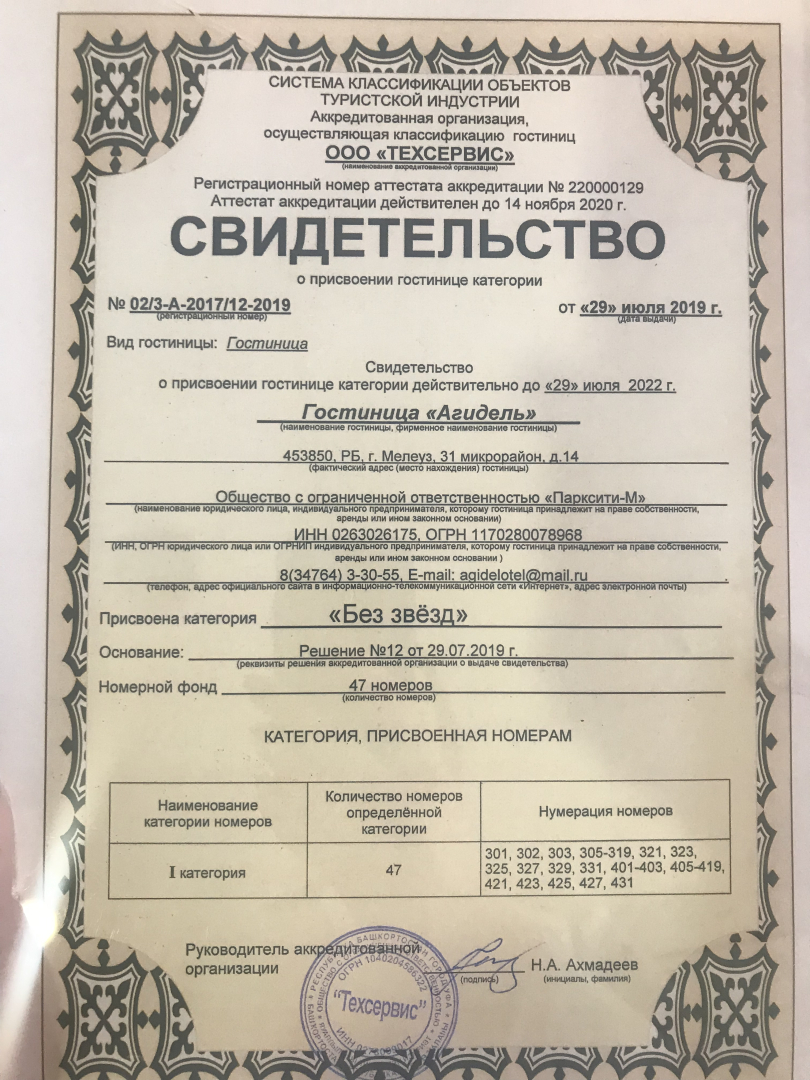 СИСТЕМА КЛАССИФИКАЦИИ ОБЪЕКТОВ
ТУРИСТСКОЙ ИНДУСТРИИ
Аккредитованная организация,
осуществляющая классификацию гостиниц
ООО «ТЕХСЕРВИС»
(наименование аккредитованной организации)
Регистрационный номер аттестата аккредитации № 220000129
Аттестат аккредитации действителен до 14 ноября 2020 г.
СВИДЕТЕЛЬСТВО
о присвоении гостинице категории
№ 02/3-А-2017/12-2019 от «29» июля 2019 г.
(регистрационный номер) (дата выдачи)
Вид гостиницы: Гостиница
Свидетельство
о присвоении гостинице категории действительно до «29» июля 2022 г.
Гостиница «Агидель»
(наименование гостиницы, фирменное наименование гостиницы)
453850, РБ, г. Мелеуз, 31 микрорайон, д.14
(фактический адрес (место нахождения) гостиницы)
Общество с ограниченной ответственностью «Парксити-М»
(наименование юридического лица, индивидуального предпринимателя, которому гостиница принадлежит на праве собственности,
аренды или ином законном основании)
ИНН 0263026175, ОГРН 1170280078968
(ИНН, ОГРН юридического лица или ОГРНИП индивидуального предпринимателя, которому гостиница принадлежит на праве собственности,
аренды или ином законном основании )
8(34764) 3-30-55, E-mail: agidelotel@mail.ru
(телефон, адрес официального сайта в информационно-телекоммуникационной сети «Интернет», адрес электронной почты)
Присвоена категория «Без звёзд»
Основание: Решение №12 от 29.07.2019 г.
(реквизиты решения аккредитованной организации о выдаче свидетельства)
Номерной фонд 47 номеров
(количество номеров)
КАТЕГОРИЯ, ПРИСВОЕННАЯ НОМЕРАМ
Наименование категории номеров
Количество номеров определённой категории
Нумерация номеров
I категория
47
301, 302, 303, 305-319, 321, 323,
325, 327, 329, 331, 401-403, 405-419,
421, 423, 425, 427, 431
Руководитель аккредитованной
организации
Н.А. Ахмадеев
(подпись) (инициалы, фамилия)
РЕСПУБЛИКА БАШКОРТОСТАН
"Техсервис"